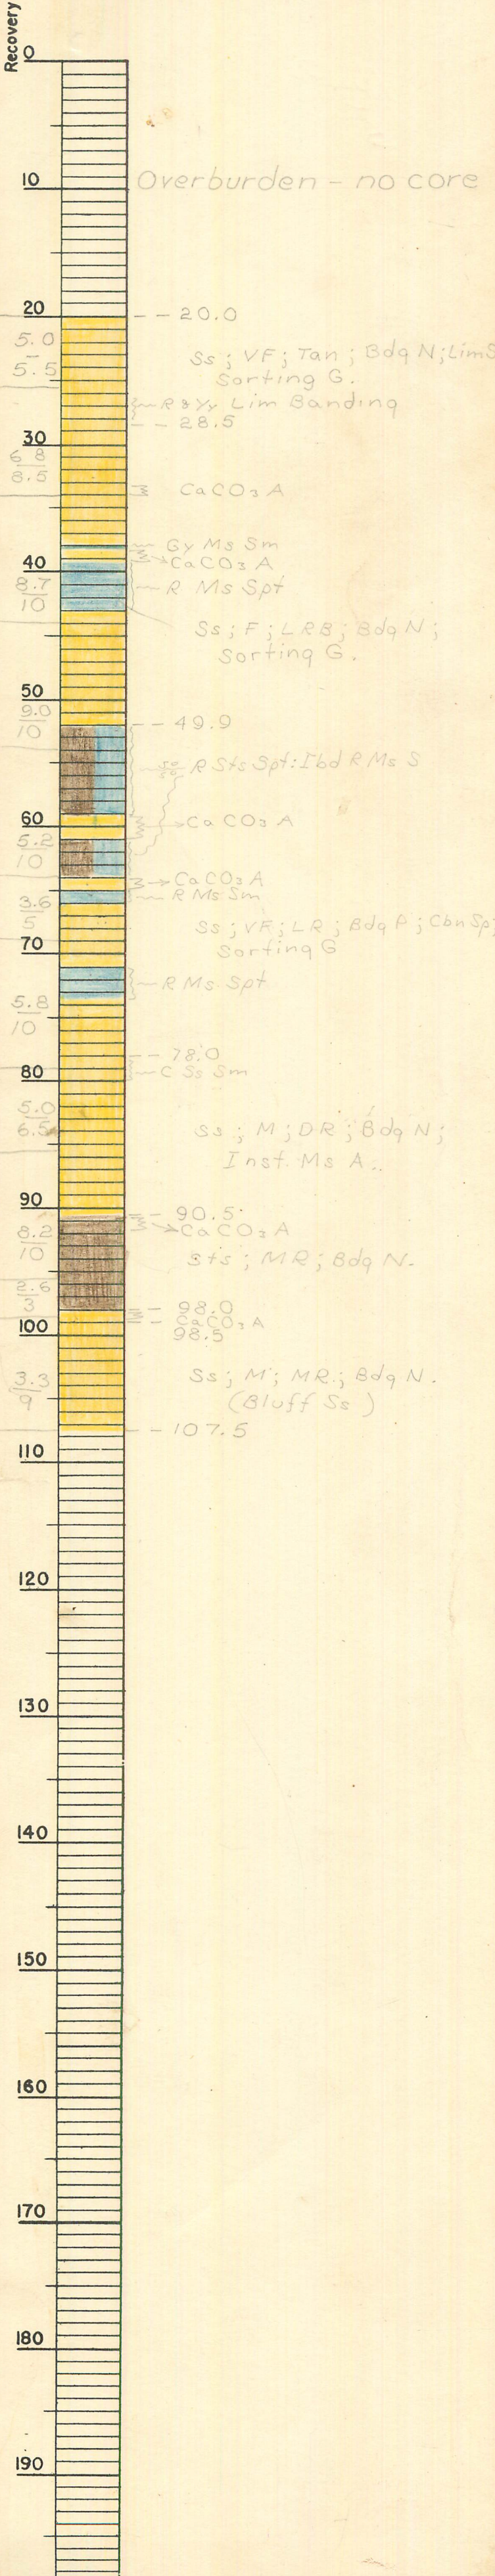 Recovery
0
10
Overburden - no core
20
- - 20.0
5.0
5.5
Ss ; VF ; Tan ; Bdg N; Lim S
Sorting G.
R & Yy Lim Banding
- - 28.5
30
6.8
8.5
CaCO3 A
Gy Ms Sm
40
CaCO3 A
8.7
10
R Ms Spt
Ss ; F ; LRB ; Bdg N ;
Sorting G.
50
9.0
10
- - 49.9
R Sts Spt: Ibd R Ms S
60
CaCO3 A
5.2
10
CaCO3 A
R Ms Sm
3.6
5
Ss ; VF ; LR ; Bdg P ; Cbn Sp;
Sorting G
70
R Ms Spt
5.8
10
- - 78.0
C Ss Sm
80
5.0
6.5
Ss ; M ; DR ; Bdg N ;
Inst. Ms A..
90
- - 90.5
CaCO3 A
8.2
10
Sts ; MR ; Bdg N.
2.6
3
- - 98.0
CaCO3 A
98.5
100
3.3
9
Ss ; M ; MR ; Bdg N.
(Bluff Ss)
- - 107.5
110
120
130
140
150
160
170
180
190